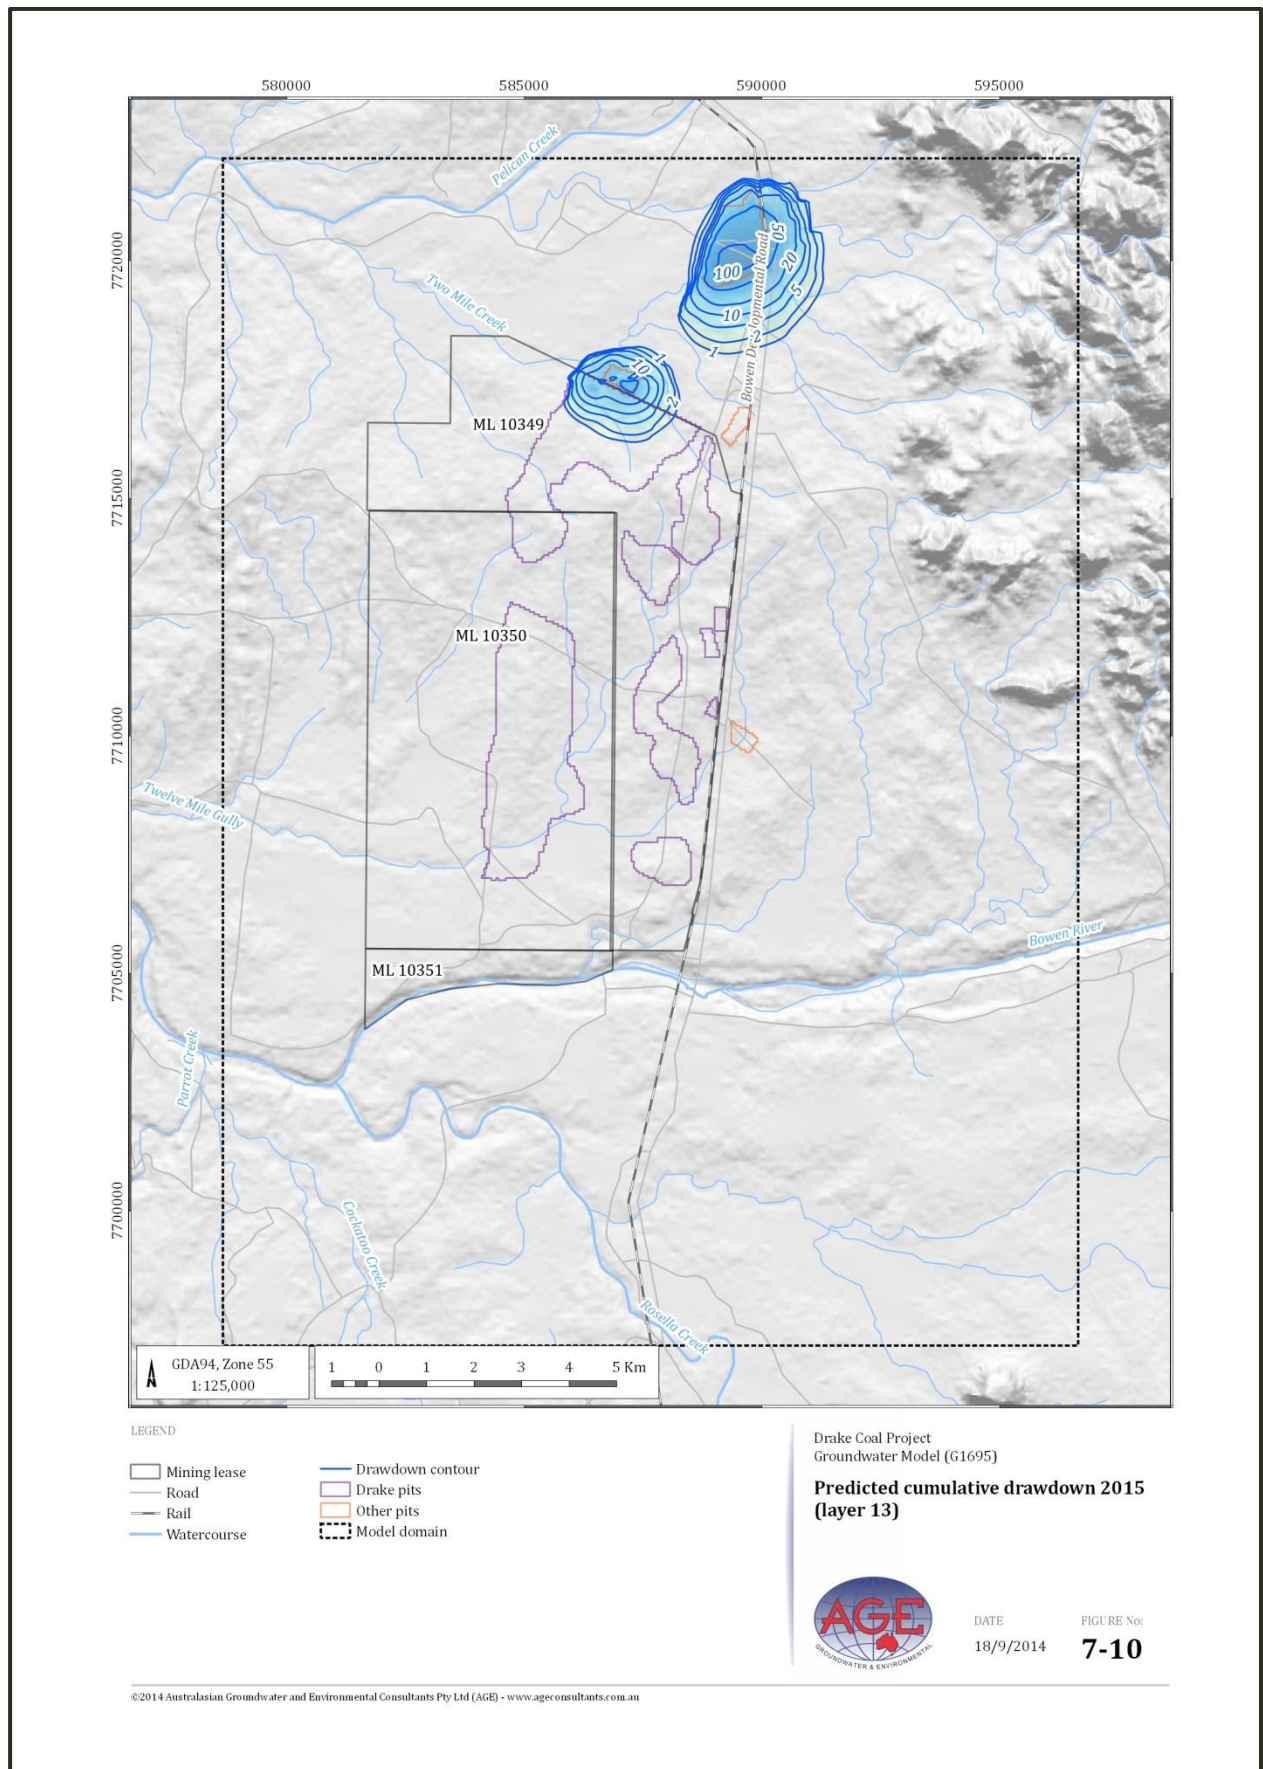 580000
585000
590000
595000
7720000
7715000
7710000
7705000
7700000
Pelican Creek
Two Mile Creek
50
20
100
5
10
2
1
Bowen Developmental Road
1
10
2
ML 10349
ML 10350
Twelve Mile Gully
Bowen River
ML 10351
Parrot Creek
Cockatoo Creek
Rosella Creek
N
GDA94, Zone 55
1:125,000
1 0 1 2 3 4 5 Km
LEGEND
Mining lease
Road
Rail
Watercourse
Drawdown contour
Drake pits
Other pits
Model domain
Drake Coal Project
Groundwater Model (G1695)
Predicted cumulative drawdown 2015
(layer 13)
AGE
GROUNDWATER & ENVIRONMENTAL
DATE
18/9/2014
FIGURE No:
7-10
©2014 Australasian Groundwater and Environmental Consultants Pty Ltd (AGE) - www.ageconsultants.com.au